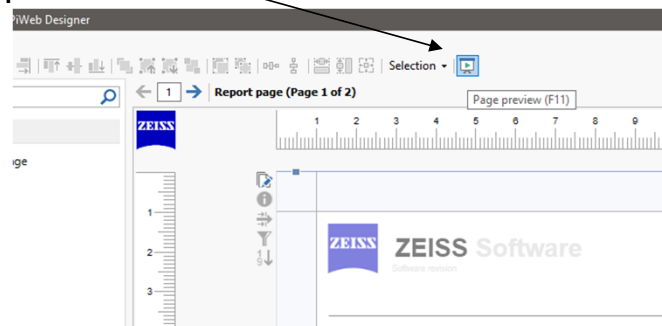 PiWeb Designer
Selection
1 Report page (Page 1 of 2)
Page preview (F11)
ZEISS
1 2 3 4 5 6 7 8 9
ge
1
2
3
ZEISS ZEISS Software
Software revision